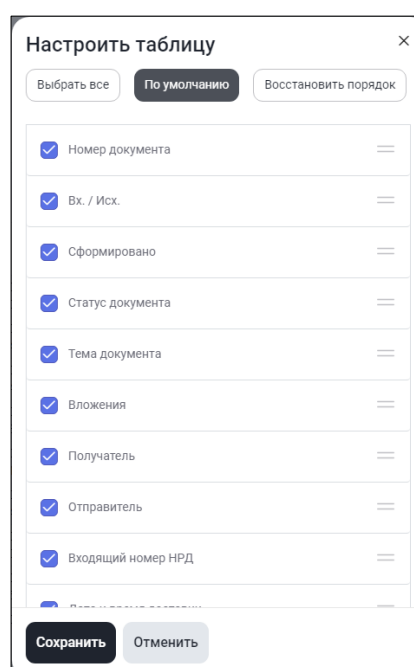 Настроить таблицу
Выбрать все По умолчанию Восстановить порядок
Номер документа
Вх. / Исх.
Сформировано
Статус документа
Тема документа
Вложения
Получатель
Отправитель
Входящий номер НРД
Сохранить Отменить